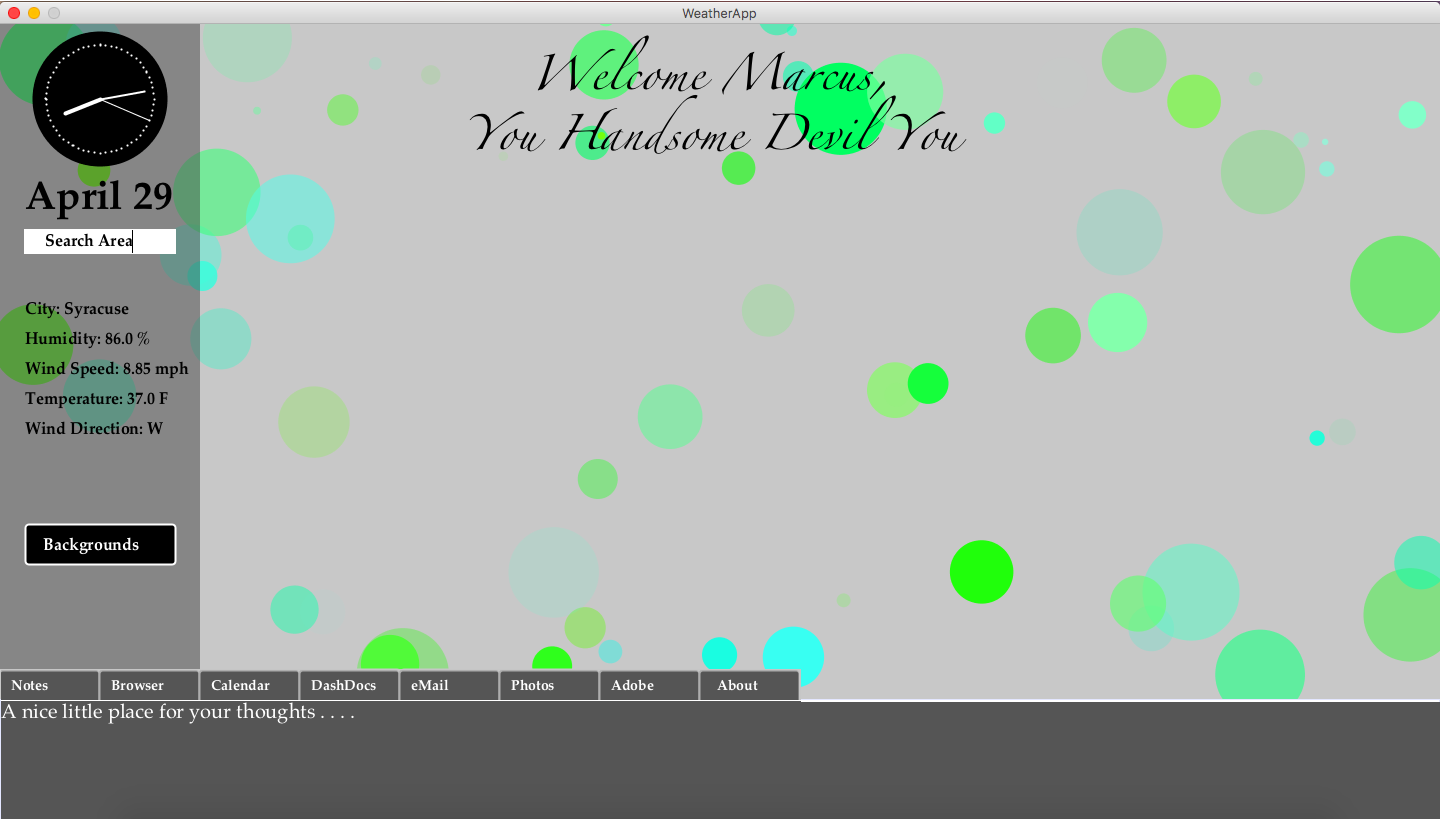 WeatherApp
Welcome Marcus,
You Handsome Devil You
April 29
Search Area
City: Syracuse
Humidity: 86.0 %
Wind Speed: 8.85 mph
Temperature: 37.0 F
Wind Direction: W
Backgrounds
Notes Browser Calendar DashDocs eMail Photos Adobe About
A nice little place for your thoughts . . . .